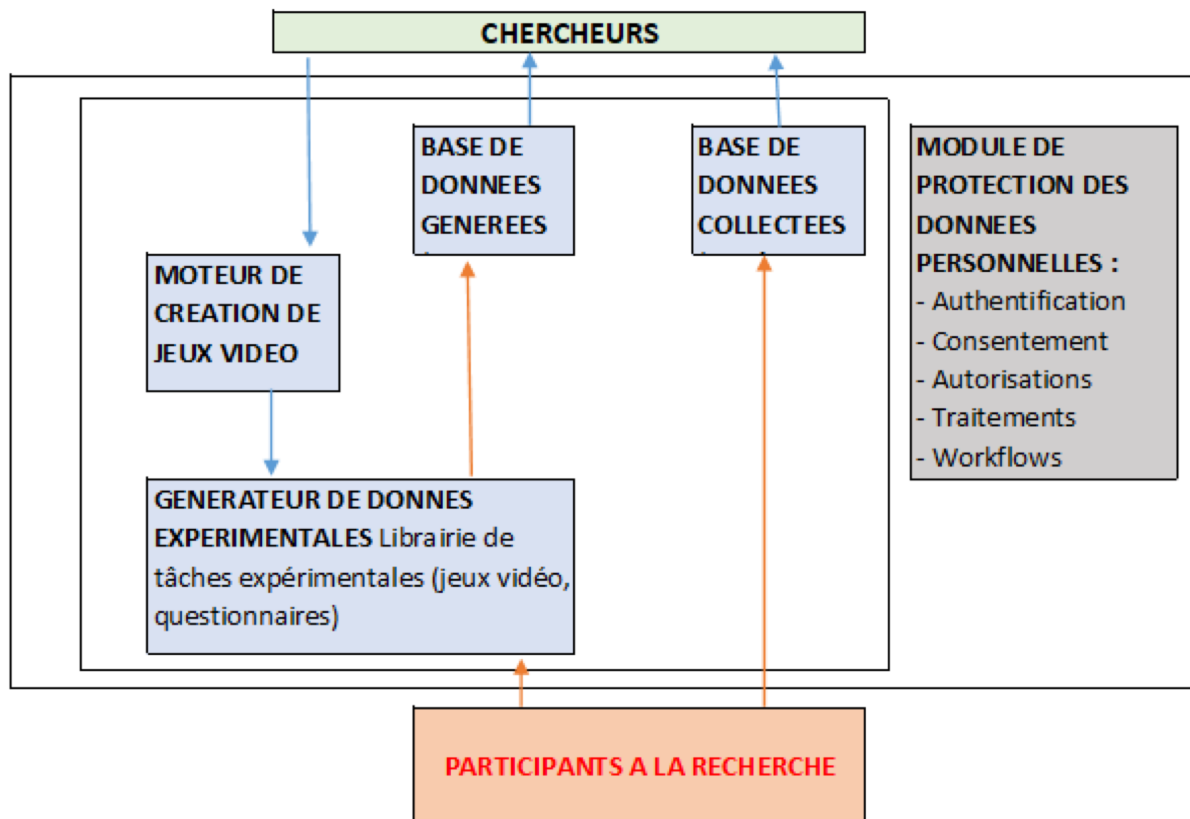 CHERCHEURS
BASE DE
DONNEES
GENEREES
BASE DE
DONNEES
COLLECTEES
MODULE DE
PROTECTION DES
DONNEES
PERSONNELLES :
- Authentification
- Consentement
- Autorisations
- Traitements
- Workflows
MOTEUR DE
CREATION DE
JEUX VIDEO
GENERATEUR DE DONNES
EXPERIMENTALES Librairie de
tâches expérimentales (jeux vidéo,
questionnaires)
PARTICIPANTS A LA RECHERCHE